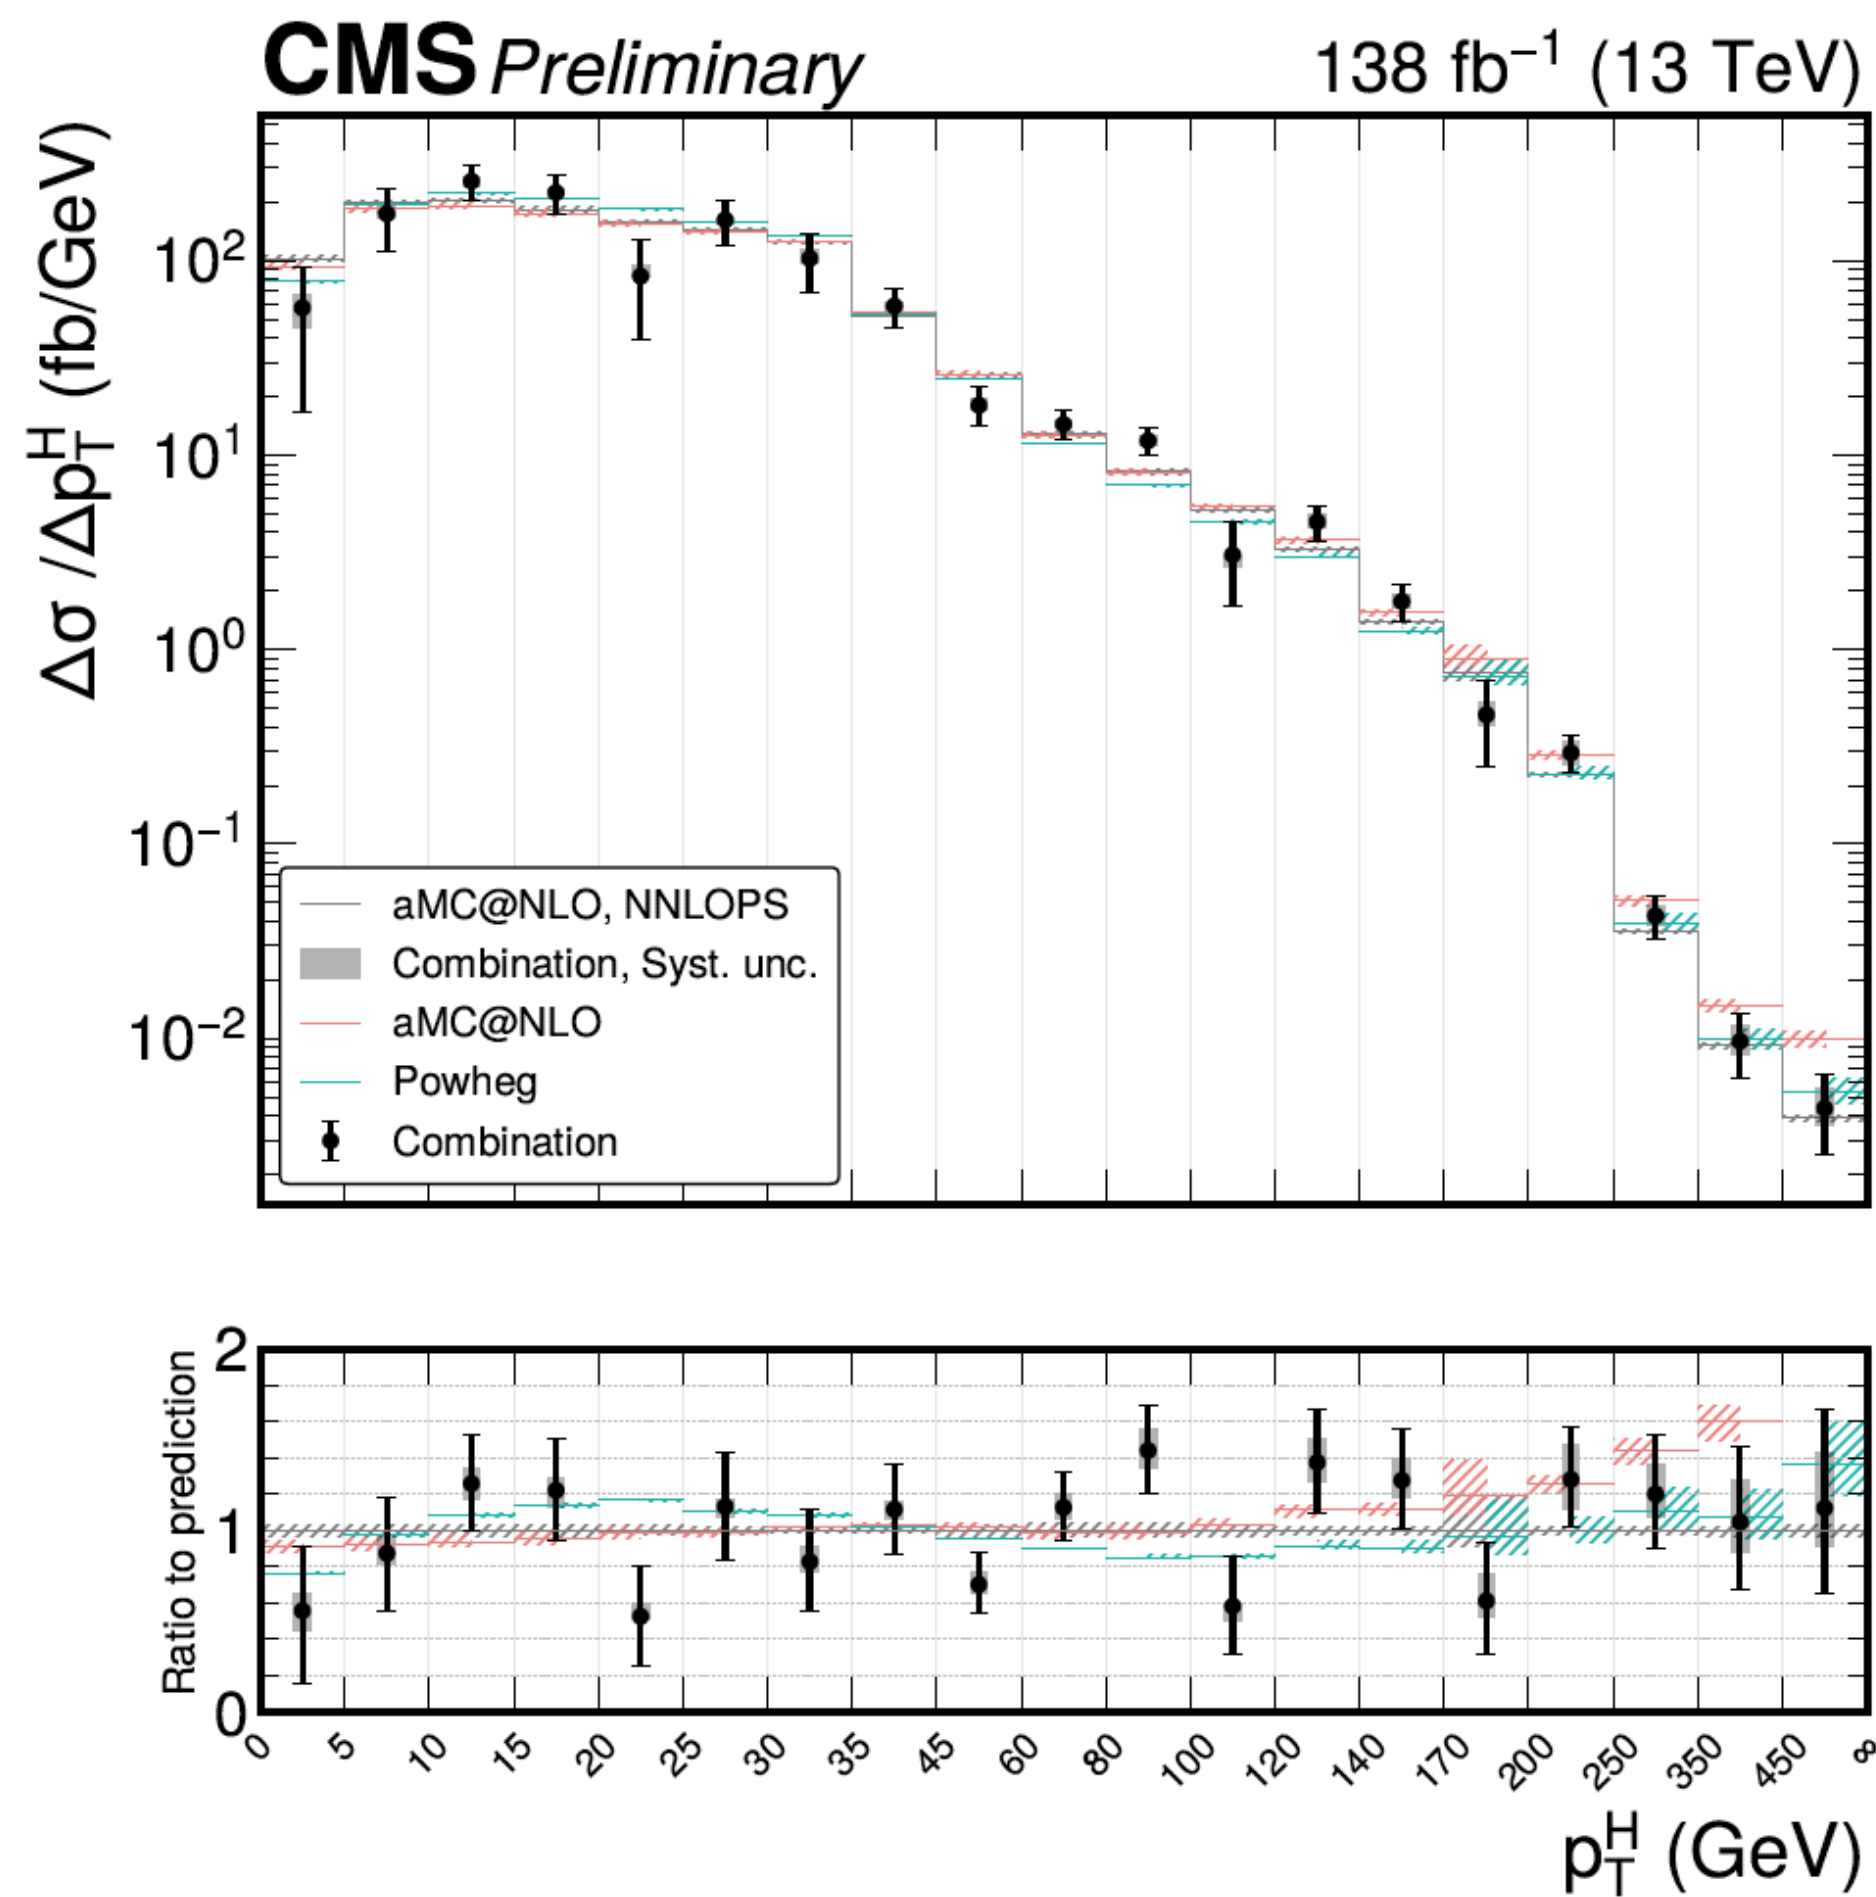 CMS Preliminary 138 fb⁻¹ (13 TeV)
Δσ /Δp_T^H (fb/GeV)
10²
10¹
10⁰
10⁻¹
10⁻²
aMC@NLO, NNLOPS
Combination, Syst. unc.
aMC@NLO
Powheg
Combination
Ratio to prediction
2
1
0
0 5 10 15 20 25 30 35 45 60 80 100 120 140 170 200 250 350 450 ∞
p_T^H (GeV)